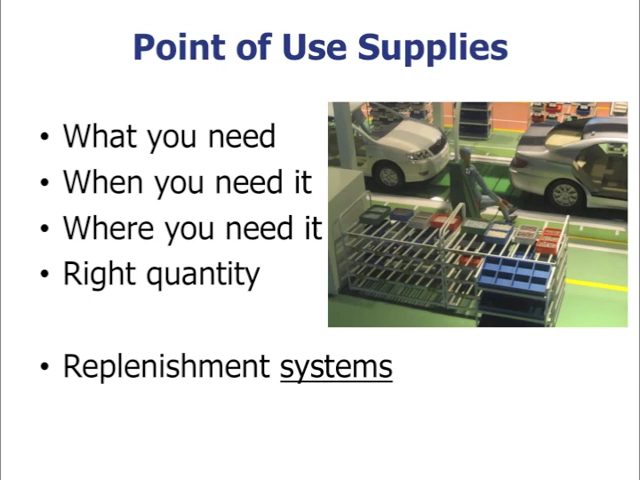 Point of Use Supplies
• What you need
• When you need it
• Where you need it
• Right quantity
• Replenishment systems